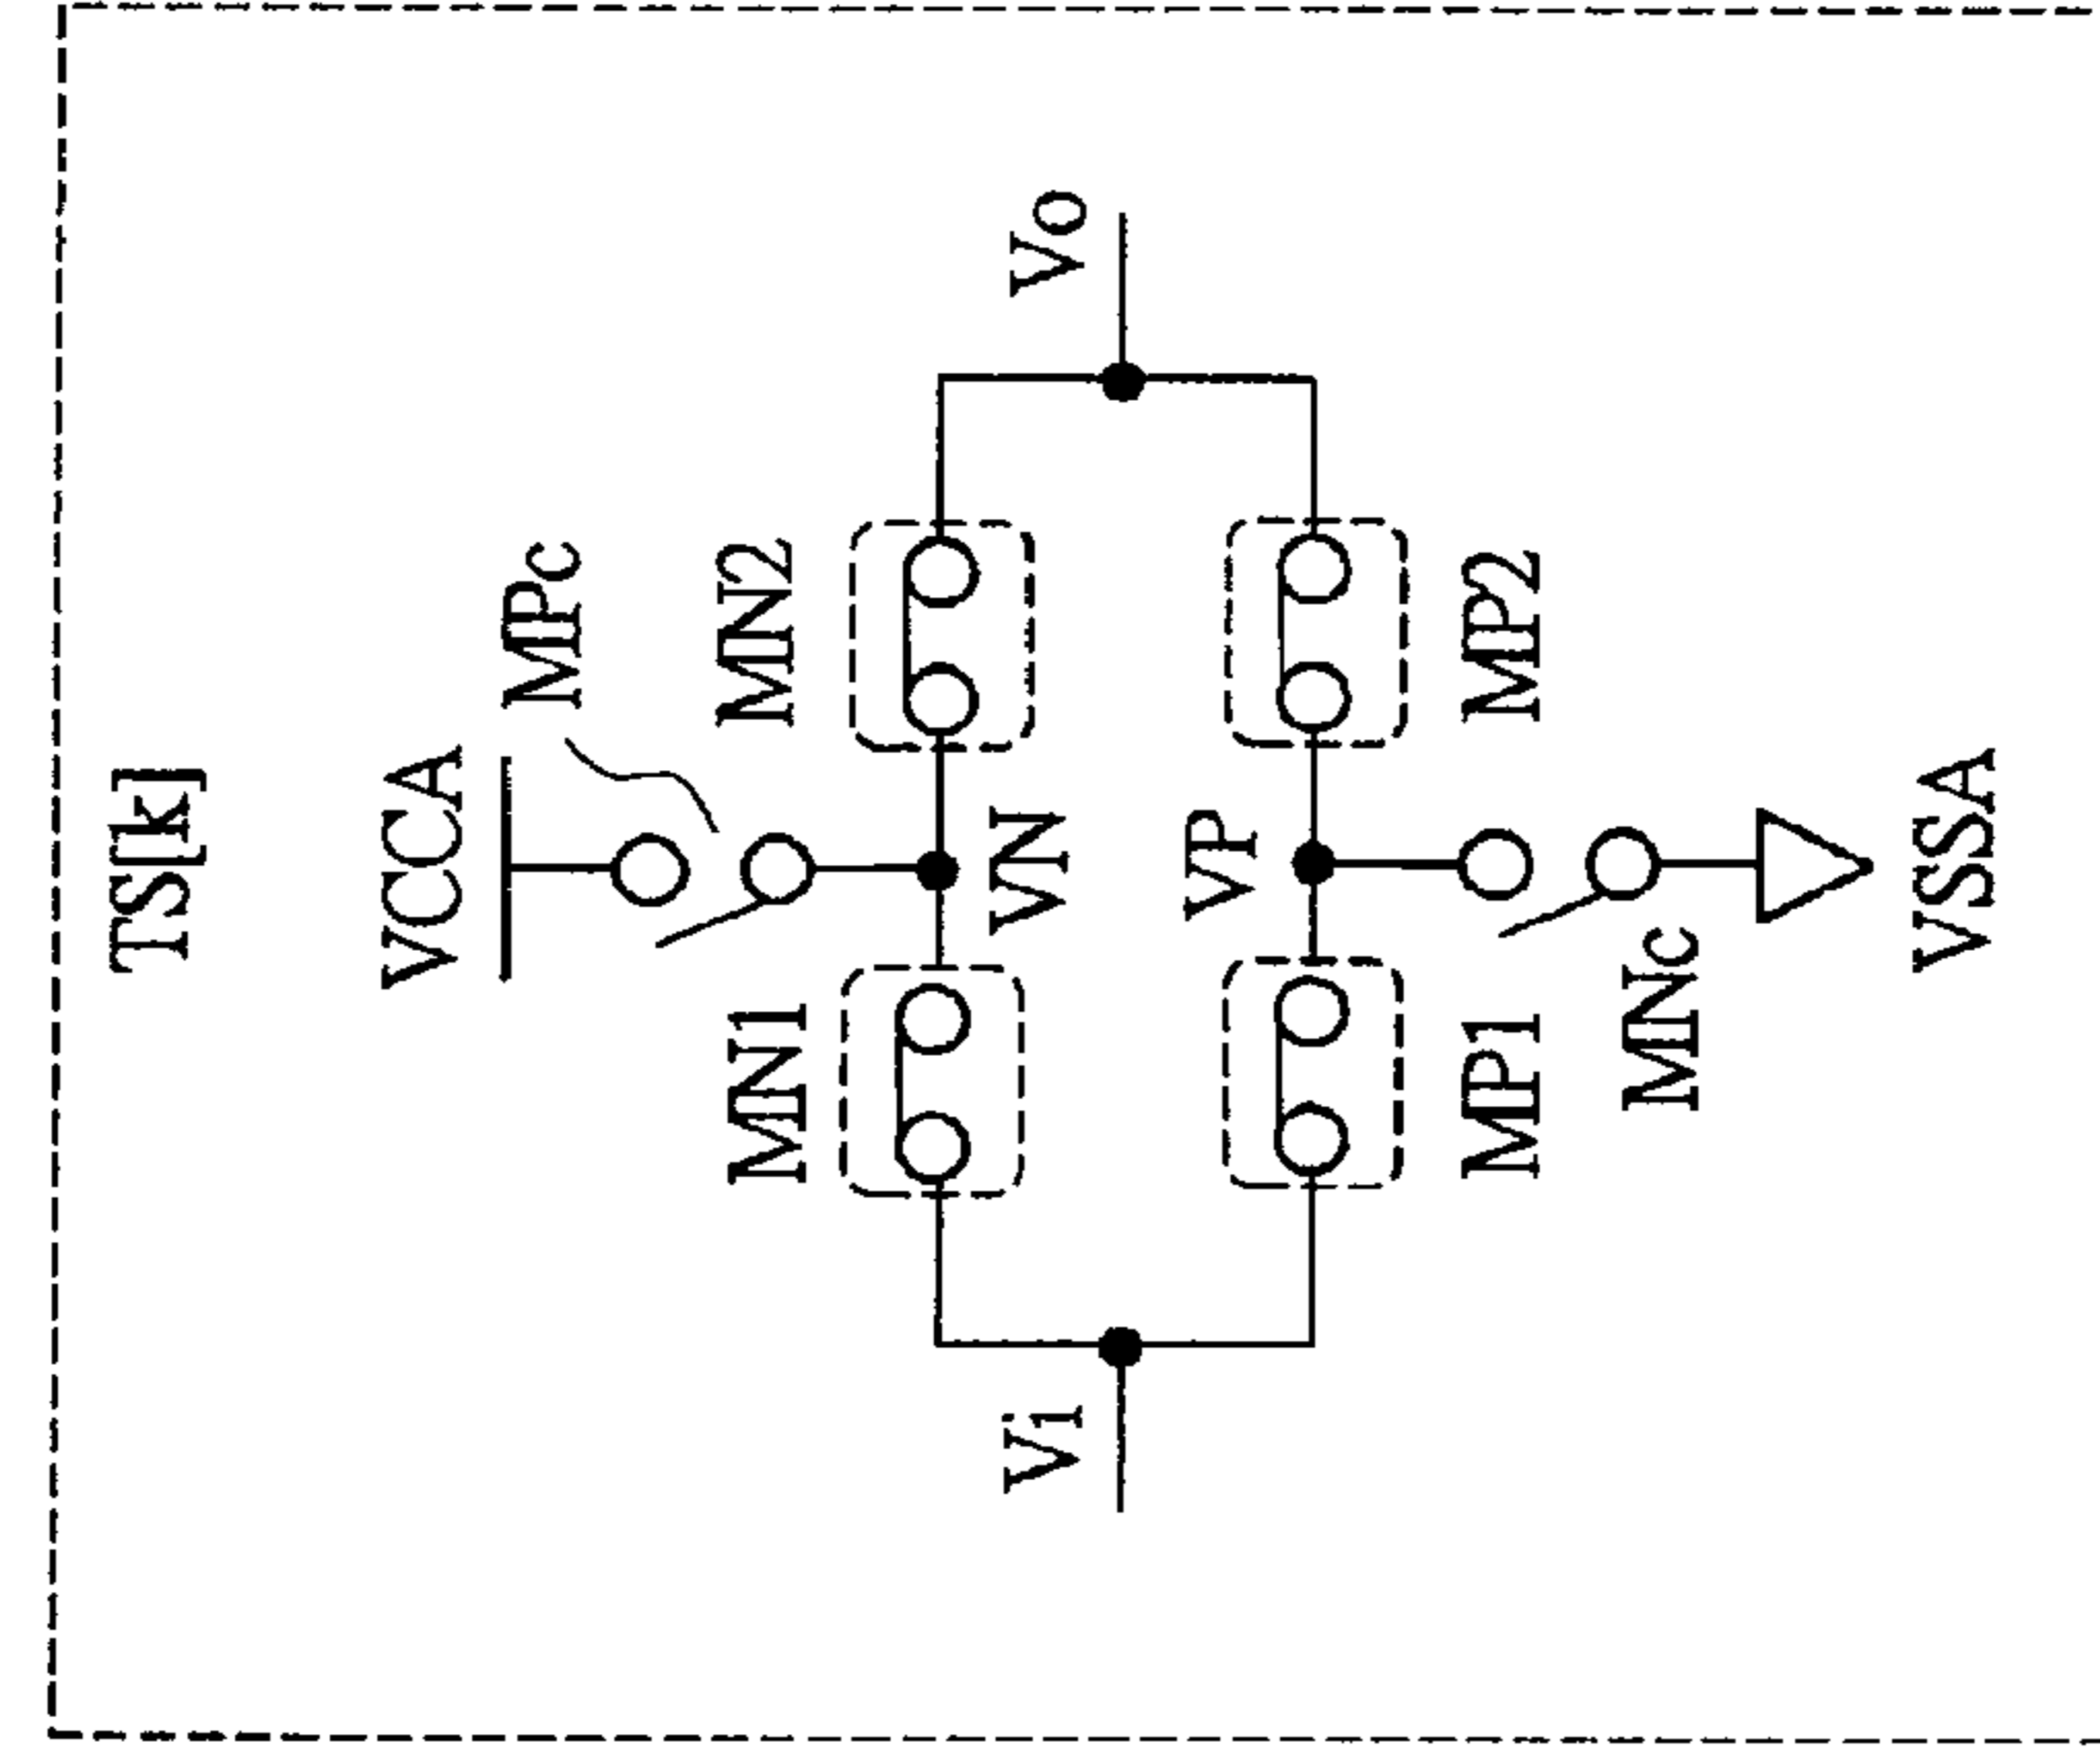 TS[k]
VCCA
MPc
MN1
MN2
VN
Vi
Vo
VP
MP1
MP2
MNc
VSSA